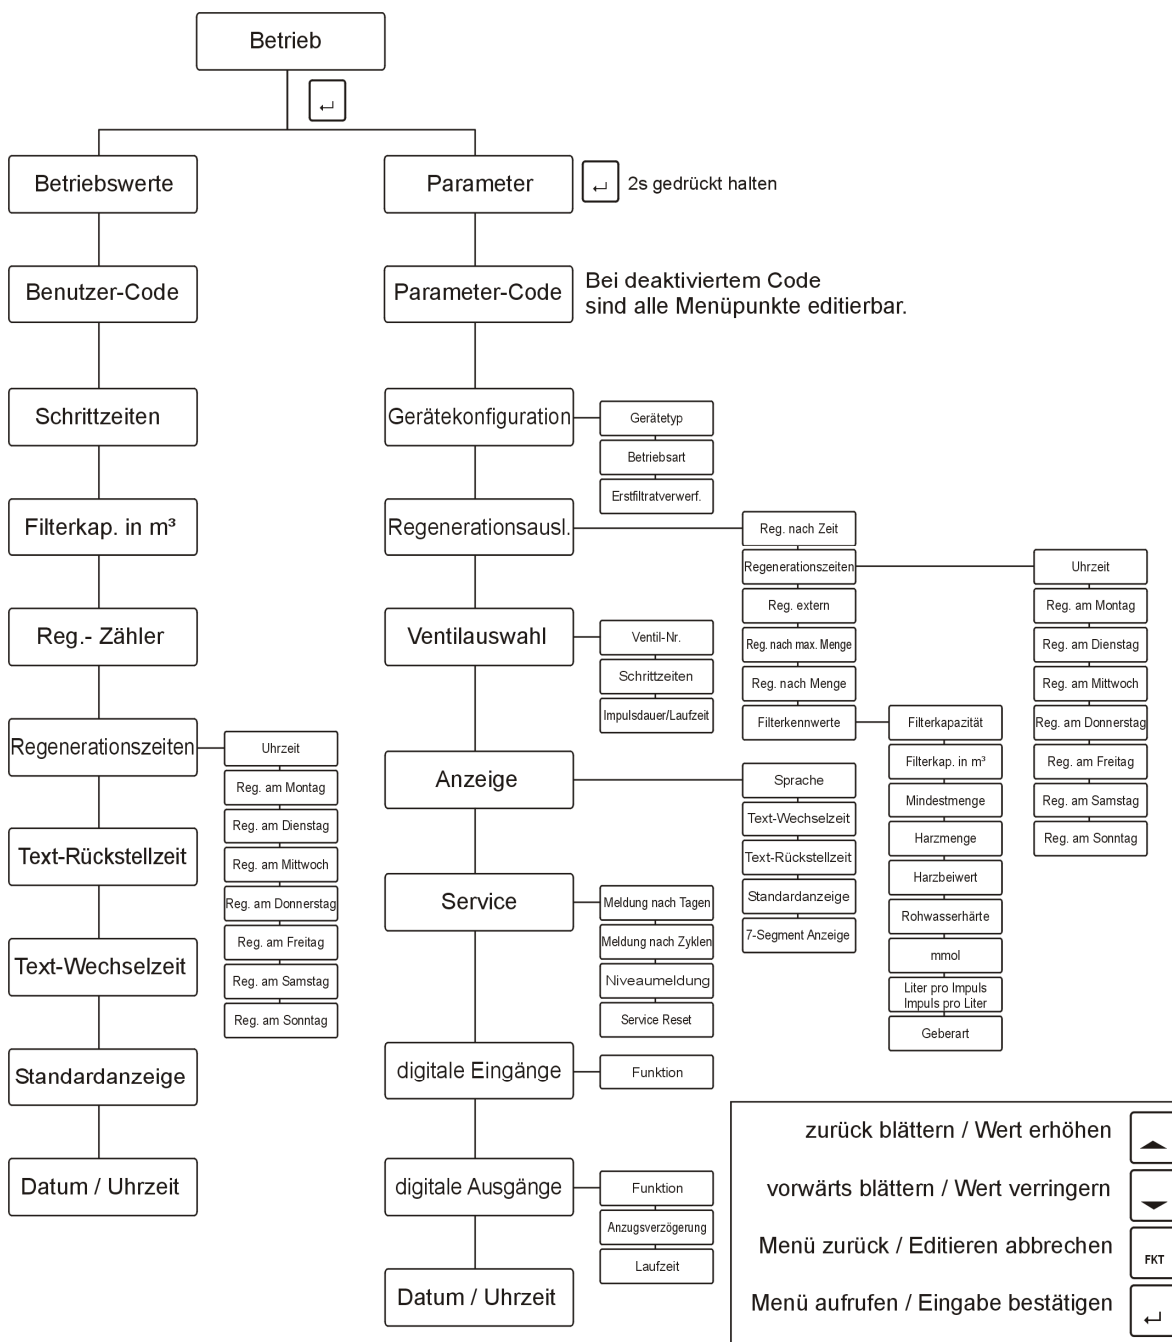 Betrieb
↵
Betriebswerte
Benutzer-Code
Schrittzeiten
Filterkap. in m³
Reg.- Zähler
Regenerationszeiten
Uhrzeit
Reg. am Montag
Reg. am Dienstag
Reg. am Mittwoch
Reg. am Donnerstag
Reg. am Freitag
Reg. am Samstag
Reg. am Sonntag
Text-Rückstellzeit
Text-Wechselzeit
Standardanzeige
Datum / Uhrzeit
Parameter
↵ 2s gedrückt halten
Parameter-Code
Bei deaktiviertem Code
sind alle Menüpunkte editierbar.
Gerätekonfiguration
Gerätetyp
Betriebsart
Erstfiltratverwerf.
Regenerationsausl.
Reg. nach Zeit
Regenerationszeiten
Uhrzeit
Reg. am Montag
Reg. am Dienstag
Reg. am Mittwoch
Reg. am Donnerstag
Reg. am Freitag
Reg. am Samstag
Reg. am Sonntag
Reg. extern
Reg. nach max. Menge
Reg. nach Menge
Filterkennwerte
Filterkapazität
Filterkap. in m³
Mindestmenge
Harzmenge
Harzbeiwert
Rohwasserhärte
mmol
Liter pro Impuls
Impuls pro Liter
Geberart
Ventilauswahl
Ventil-Nr.
Schrittzeiten
Impulsdauer/Laufzeit
Anzeige
Sprache
Text-Wechselzeit
Text-Rückstellzeit
Standardanzeige
7-Segment Anzeige
Service
Meldung nach Tagen
Meldung nach Zyklen
Niveaumeldung
Service Reset
digitale Eingänge
Funktion
digitale Ausgänge
Funktion
Anzugsverzögerung
Laufzeit
Datum / Uhrzeit
zurück blättern / Wert erhöhen
vorwärts blättern / Wert verringern
Menü zurück / Editieren abbrechen FKT
Menü aufrufen / Eingabe bestätigen ↵